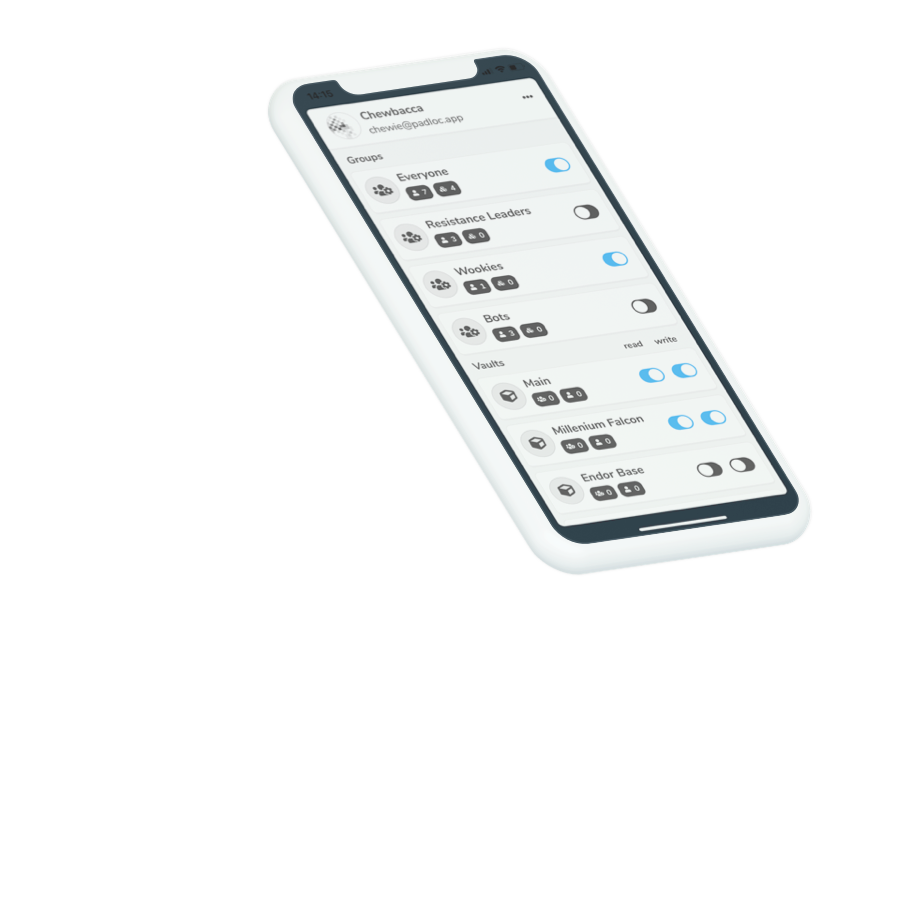 14:15
Chewbacca
chewie@padloc.app
Groups
Everyone
7 4
Resistance Leaders
3 0
Wookies
1 0
Bots
3 0
Vaults read write
Main
0 0
Millenium Falcon
0 0
Endor Base
0 0